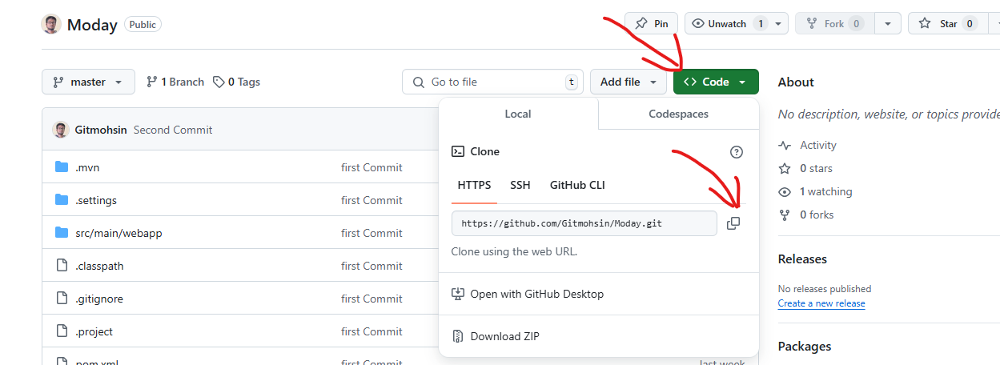 Moday Public Pin Unwatch 1 Fork 0 Star 0
master 1 Branch 0 Tags Go to file t Add file Code
About
No description, website, or topics provide
Local Codespaces
Gitmohsin Second Commit
Clone
Activity
HTTPS SSH GitHub CLI
.mvn first Commit
0 stars
1 watching
.settings first Commit
0 forks
https://github.com/Gitmohsin/Moday.git
src/main/webapp first Commit
Clone using the web URL.
Releases
.classpath first Commit
No releases published
Create a new release
Open with GitHub Desktop
.gitignore first Commit
.project first Commit
Download ZIP
Packages
pom.xml last week